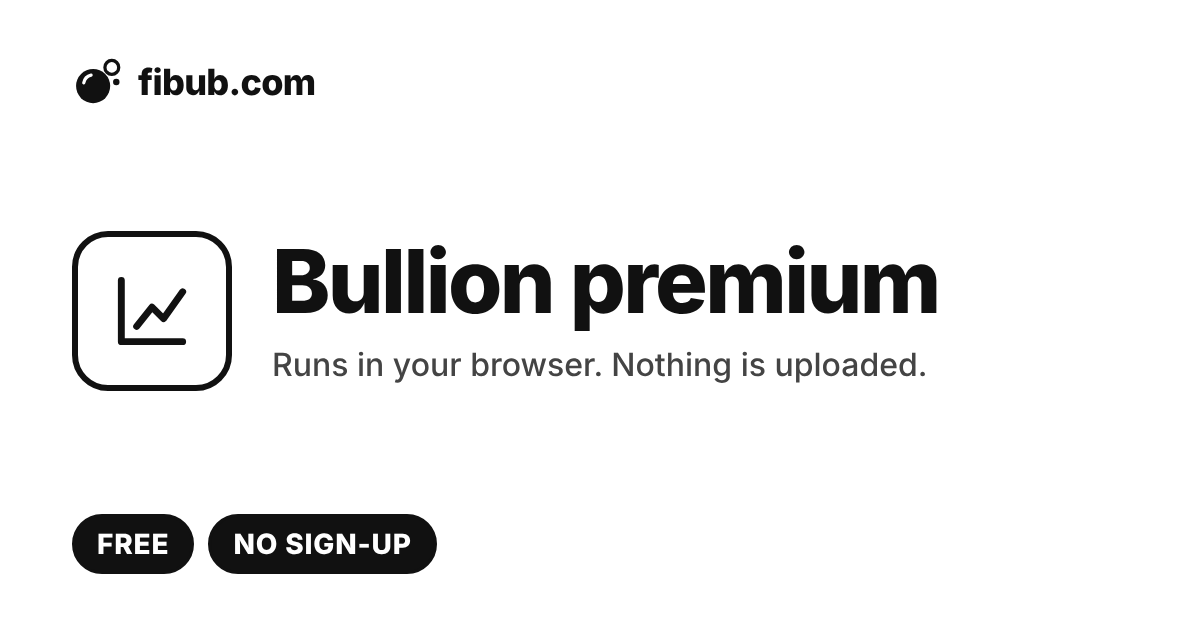 fibub.com
Bullion premium
Runs in your browser. Nothing is uploaded.
FREE
NO SIGN-UP